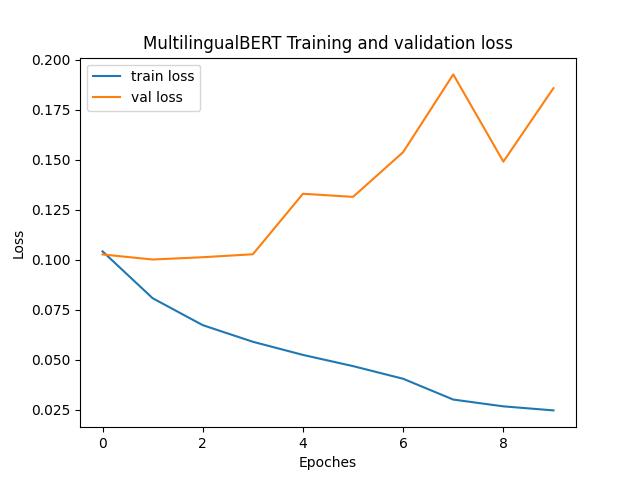 MultilingualBERT Training and validation loss
train loss
val loss
0.200
0.175
0.150
0.125
0.100
0.075
0.050
0.025
Loss
0 2 4 6 8
Epoches